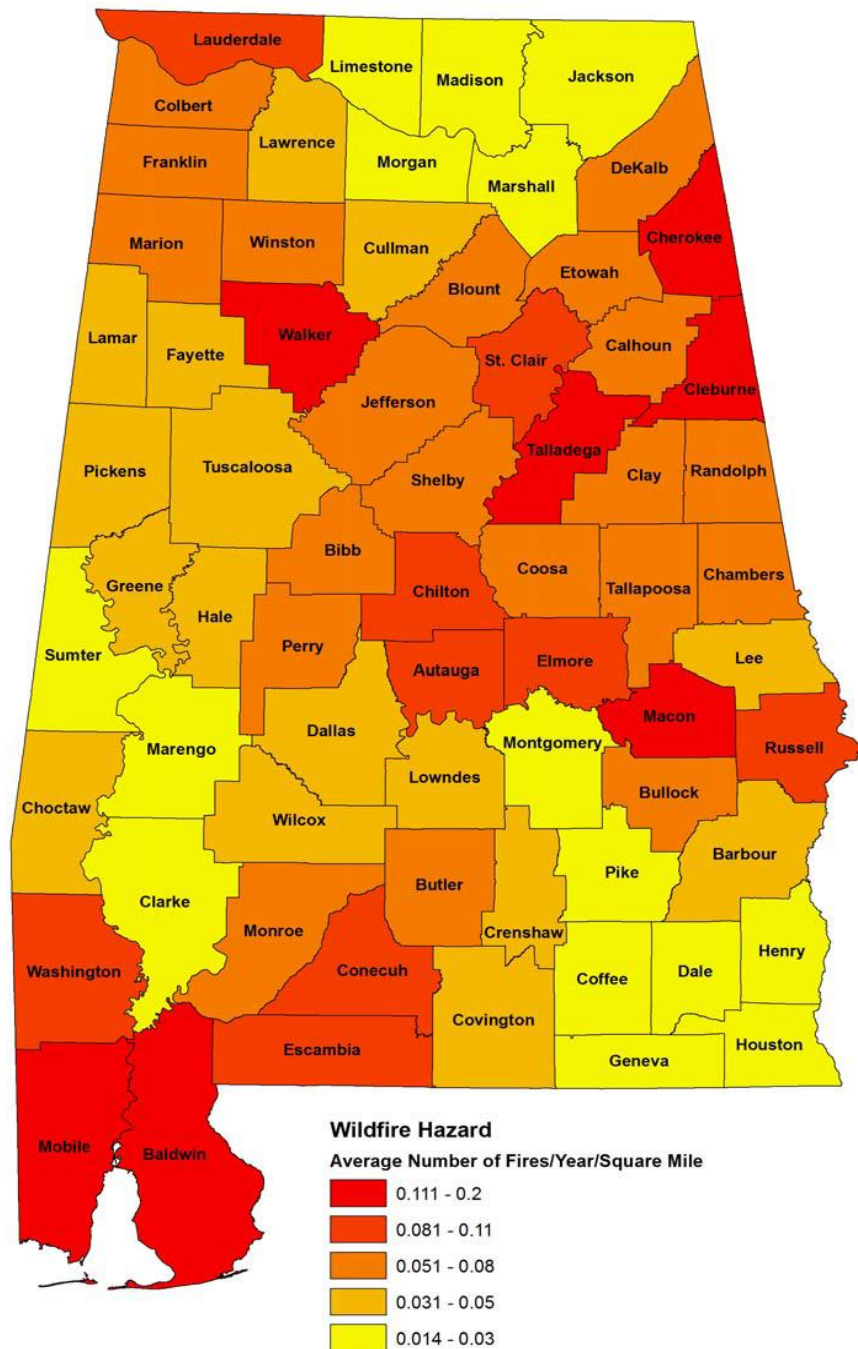 Lauderdale
Limestone
Madison
Jackson
Colbert
Lawrence
Franklin
Morgan
Marshall
DeKalb
Marion
Winston
Cullman
Cherokee
Blount
Etowah
Lamar
Fayette
Walker
St. Clair
Calhoun
Cleburne
Jefferson
Talladega
Pickens
Tuscaloosa
Shelby
Clay
Randolph
Bibb
Greene
Hale
Chilton
Coosa
Tallapoosa
Chambers
Sumter
Perry
Autauga
Elmore
Lee
Macon
Marengo
Dallas
Montgomery
Russell
Choctaw
Lowndes
Bullock
Wilcox
Barbour
Clarke
Butler
Pike
Monroe
Crenshaw
Washington
Conecuh
Coffee
Dale
Henry
Covington
Escambia
Geneva
Houston
Mobile
Baldwin
Wildfire Hazard
Average Number of Fires/Year/Square Mile
0.111 - 0.2
0.081 - 0.11
0.051 - 0.08
0.031 - 0.05
0.014 - 0.03